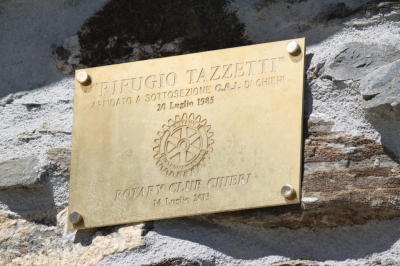 "RIFUGIO TAZZETTI"
AFFIDATO A SOTTOSEZIONE C.A.I. DI CHIERI
20 Luglio 1985
ROTARY CLUB CHIERI
14 Luglio